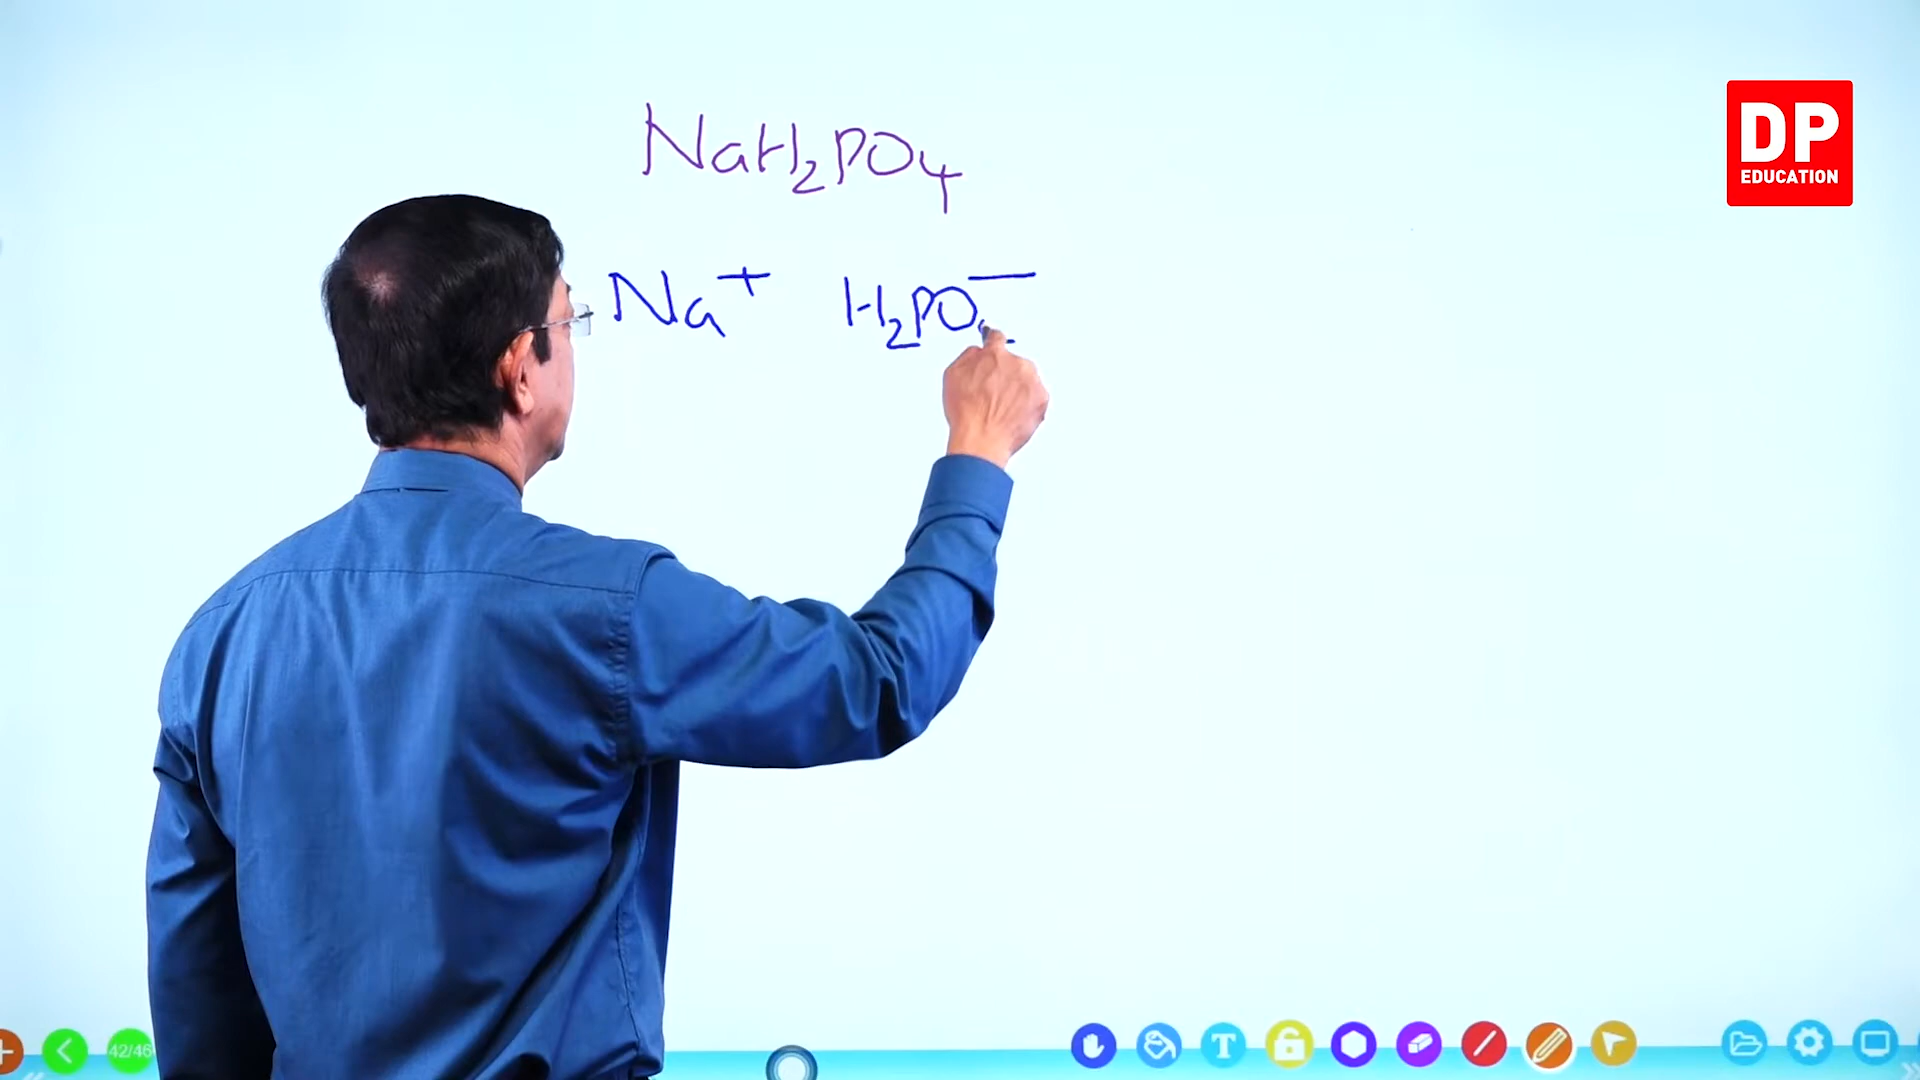 NaH₂PO₄
Na⁺ H₂PO₄⁻
DP
EDUCATION
42/46
T